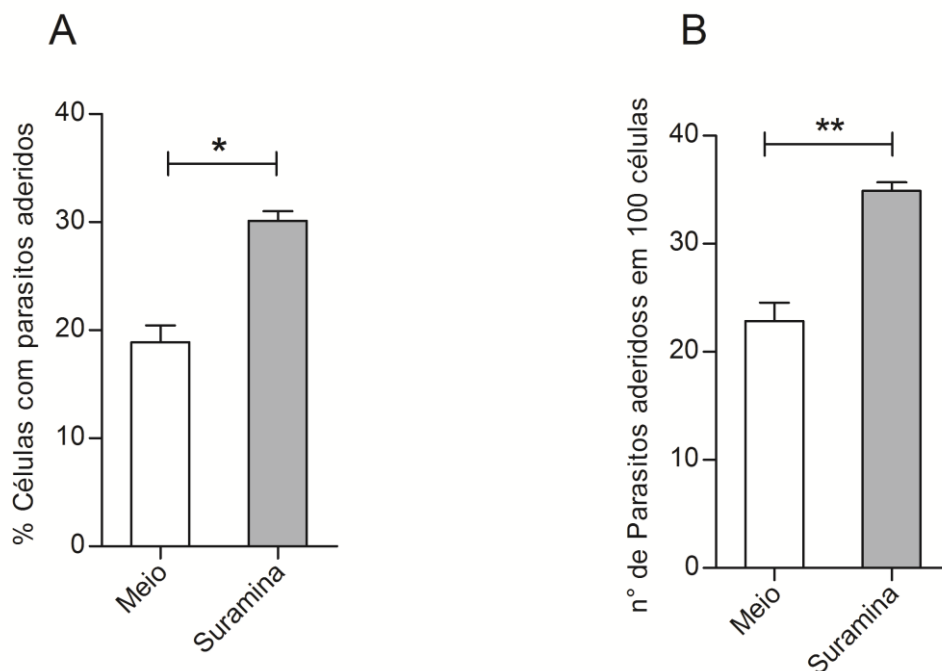 A
% Células com parasitos aderidos
40
30
20
10
0
*
Meio
Suramina
B
n° de Parasitos aderidoss em 100 células
40
30
20
10
0
**
Meio
Suramina